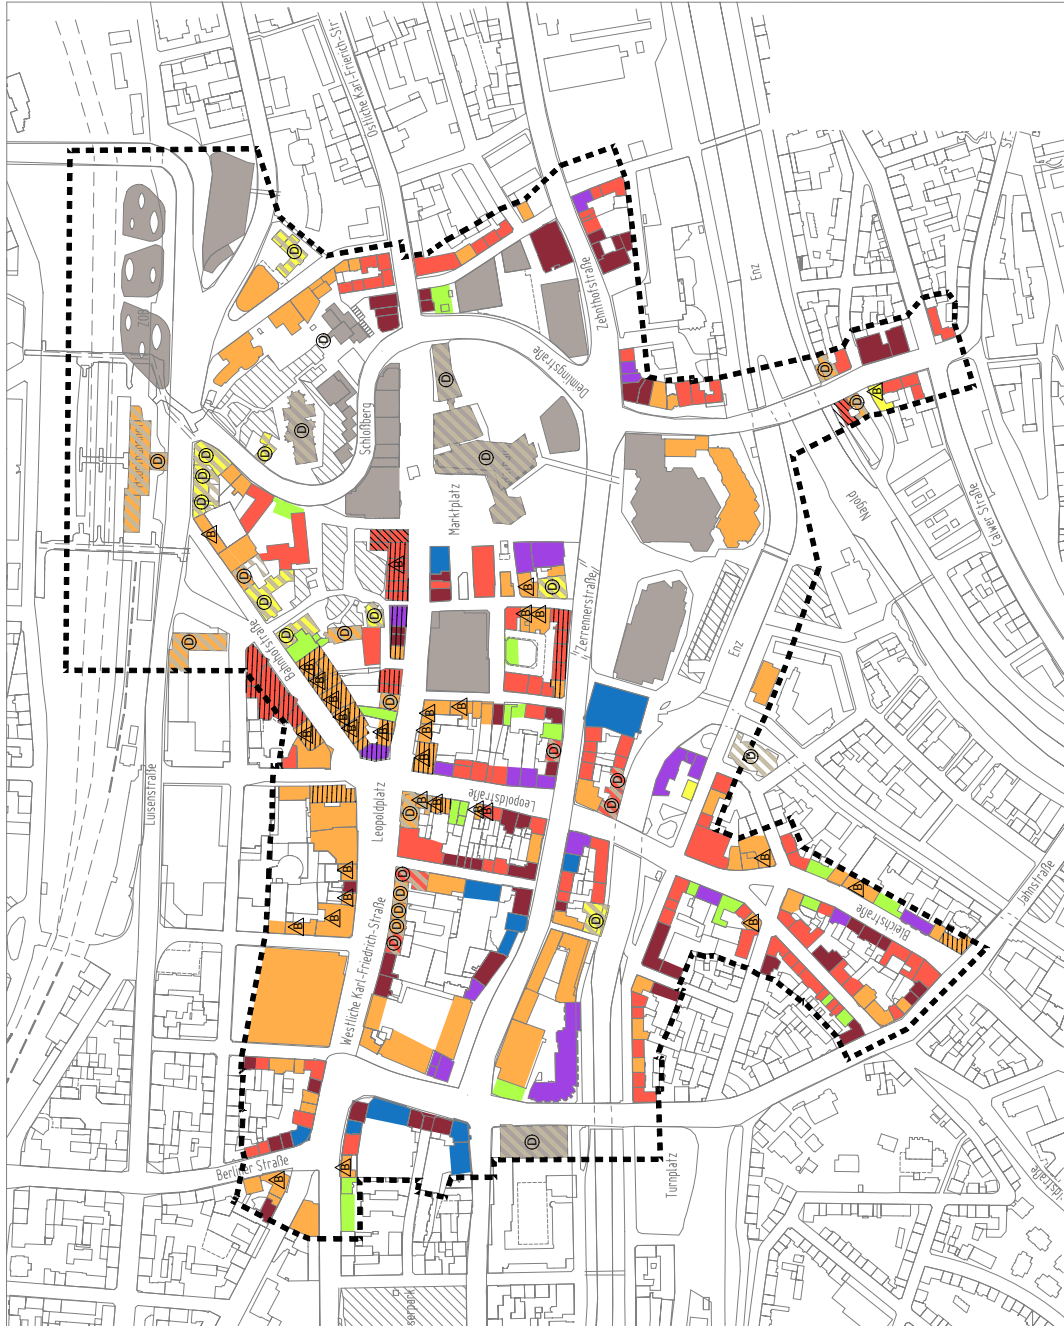 Östliche Karl-Friedrich-Str.
ZOB
Enz
Zehnthofstraße
Deimlingstraße
Schloßberg
Marktplatz
Nagold
Calwer Straße
Zerrennerstraße
Enz
Bahnhofstraße
Luisenstraße
Leopoldplatz
Leopoldstraße
Jahnstraße
Bleichstraße
Westliche Karl-Friedrich-Straße
Berliner Straße
Turnplatz
serpark
D
B